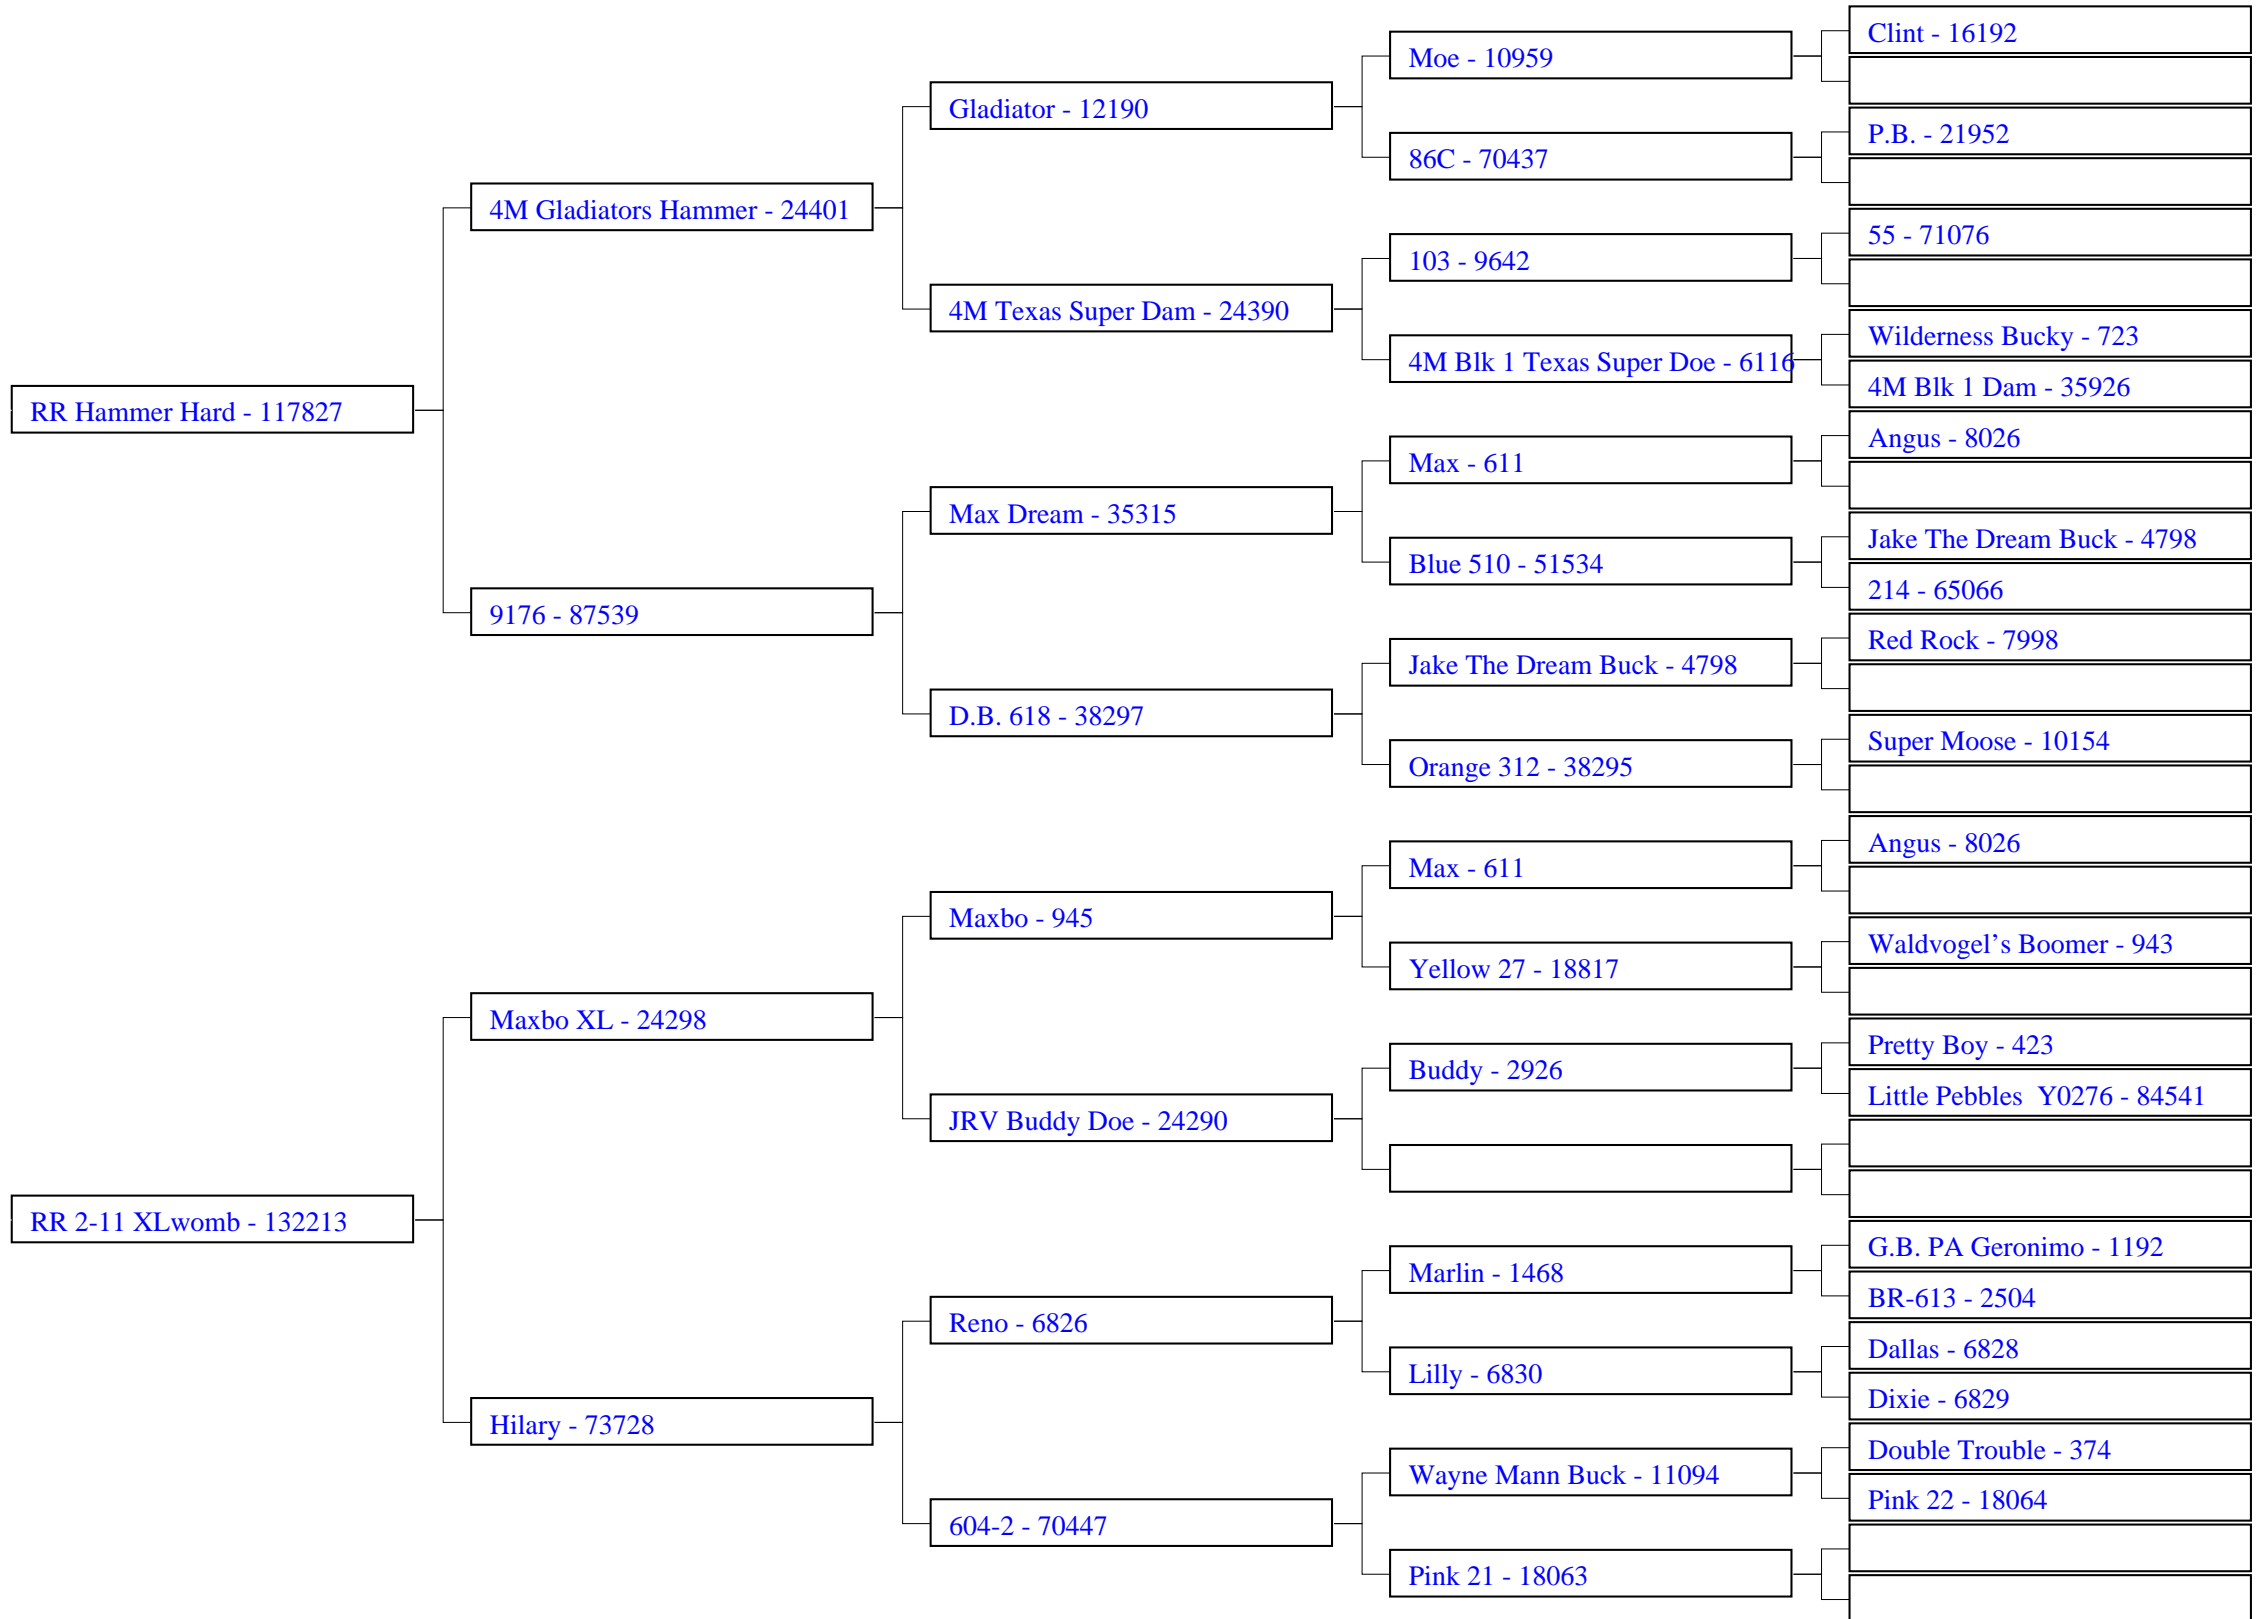 Clint - 16192
Moe - 10959
Gladiator - 12190
P.B. - 21952
86C - 70437
4M Gladiators Hammer - 24401
55 - 71076
103 - 9642
4M Texas Super Dam - 24390
Wilderness Bucky - 723
4M Blk 1 Texas Super Doe - 6116
4M Blk 1 Dam - 35926
RR Hammer Hard - 117827
Angus - 8026
Max - 611
Max Dream - 35315
Jake The Dream Buck - 4798
Blue 510 - 51534
214 - 65066
9176 - 87539
Red Rock - 7998
Jake The Dream Buck - 4798
D.B. 618 - 38297
Super Moose - 10154
Orange 312 - 38295
Angus - 8026
Max - 611
Maxbo - 945
Waldvogel's Boomer - 943
Yellow 27 - 18817
Maxbo XL - 24298
Pretty Boy - 423
Buddy - 2926
Little Pebbles  Y0276 - 84541
JRV Buddy Doe - 24290
RR 2-11 XLwomb - 132213
G.B. PA Geronimo - 1192
Marlin - 1468
BR-613 - 2504
Reno - 6826
Dallas - 6828
Lilly - 6830
Dixie - 6829
Hilary - 73728
Double Trouble - 374
Wayne Mann Buck - 11094
Pink 22 - 18064
604-2 - 70447
Pink 21 - 18063